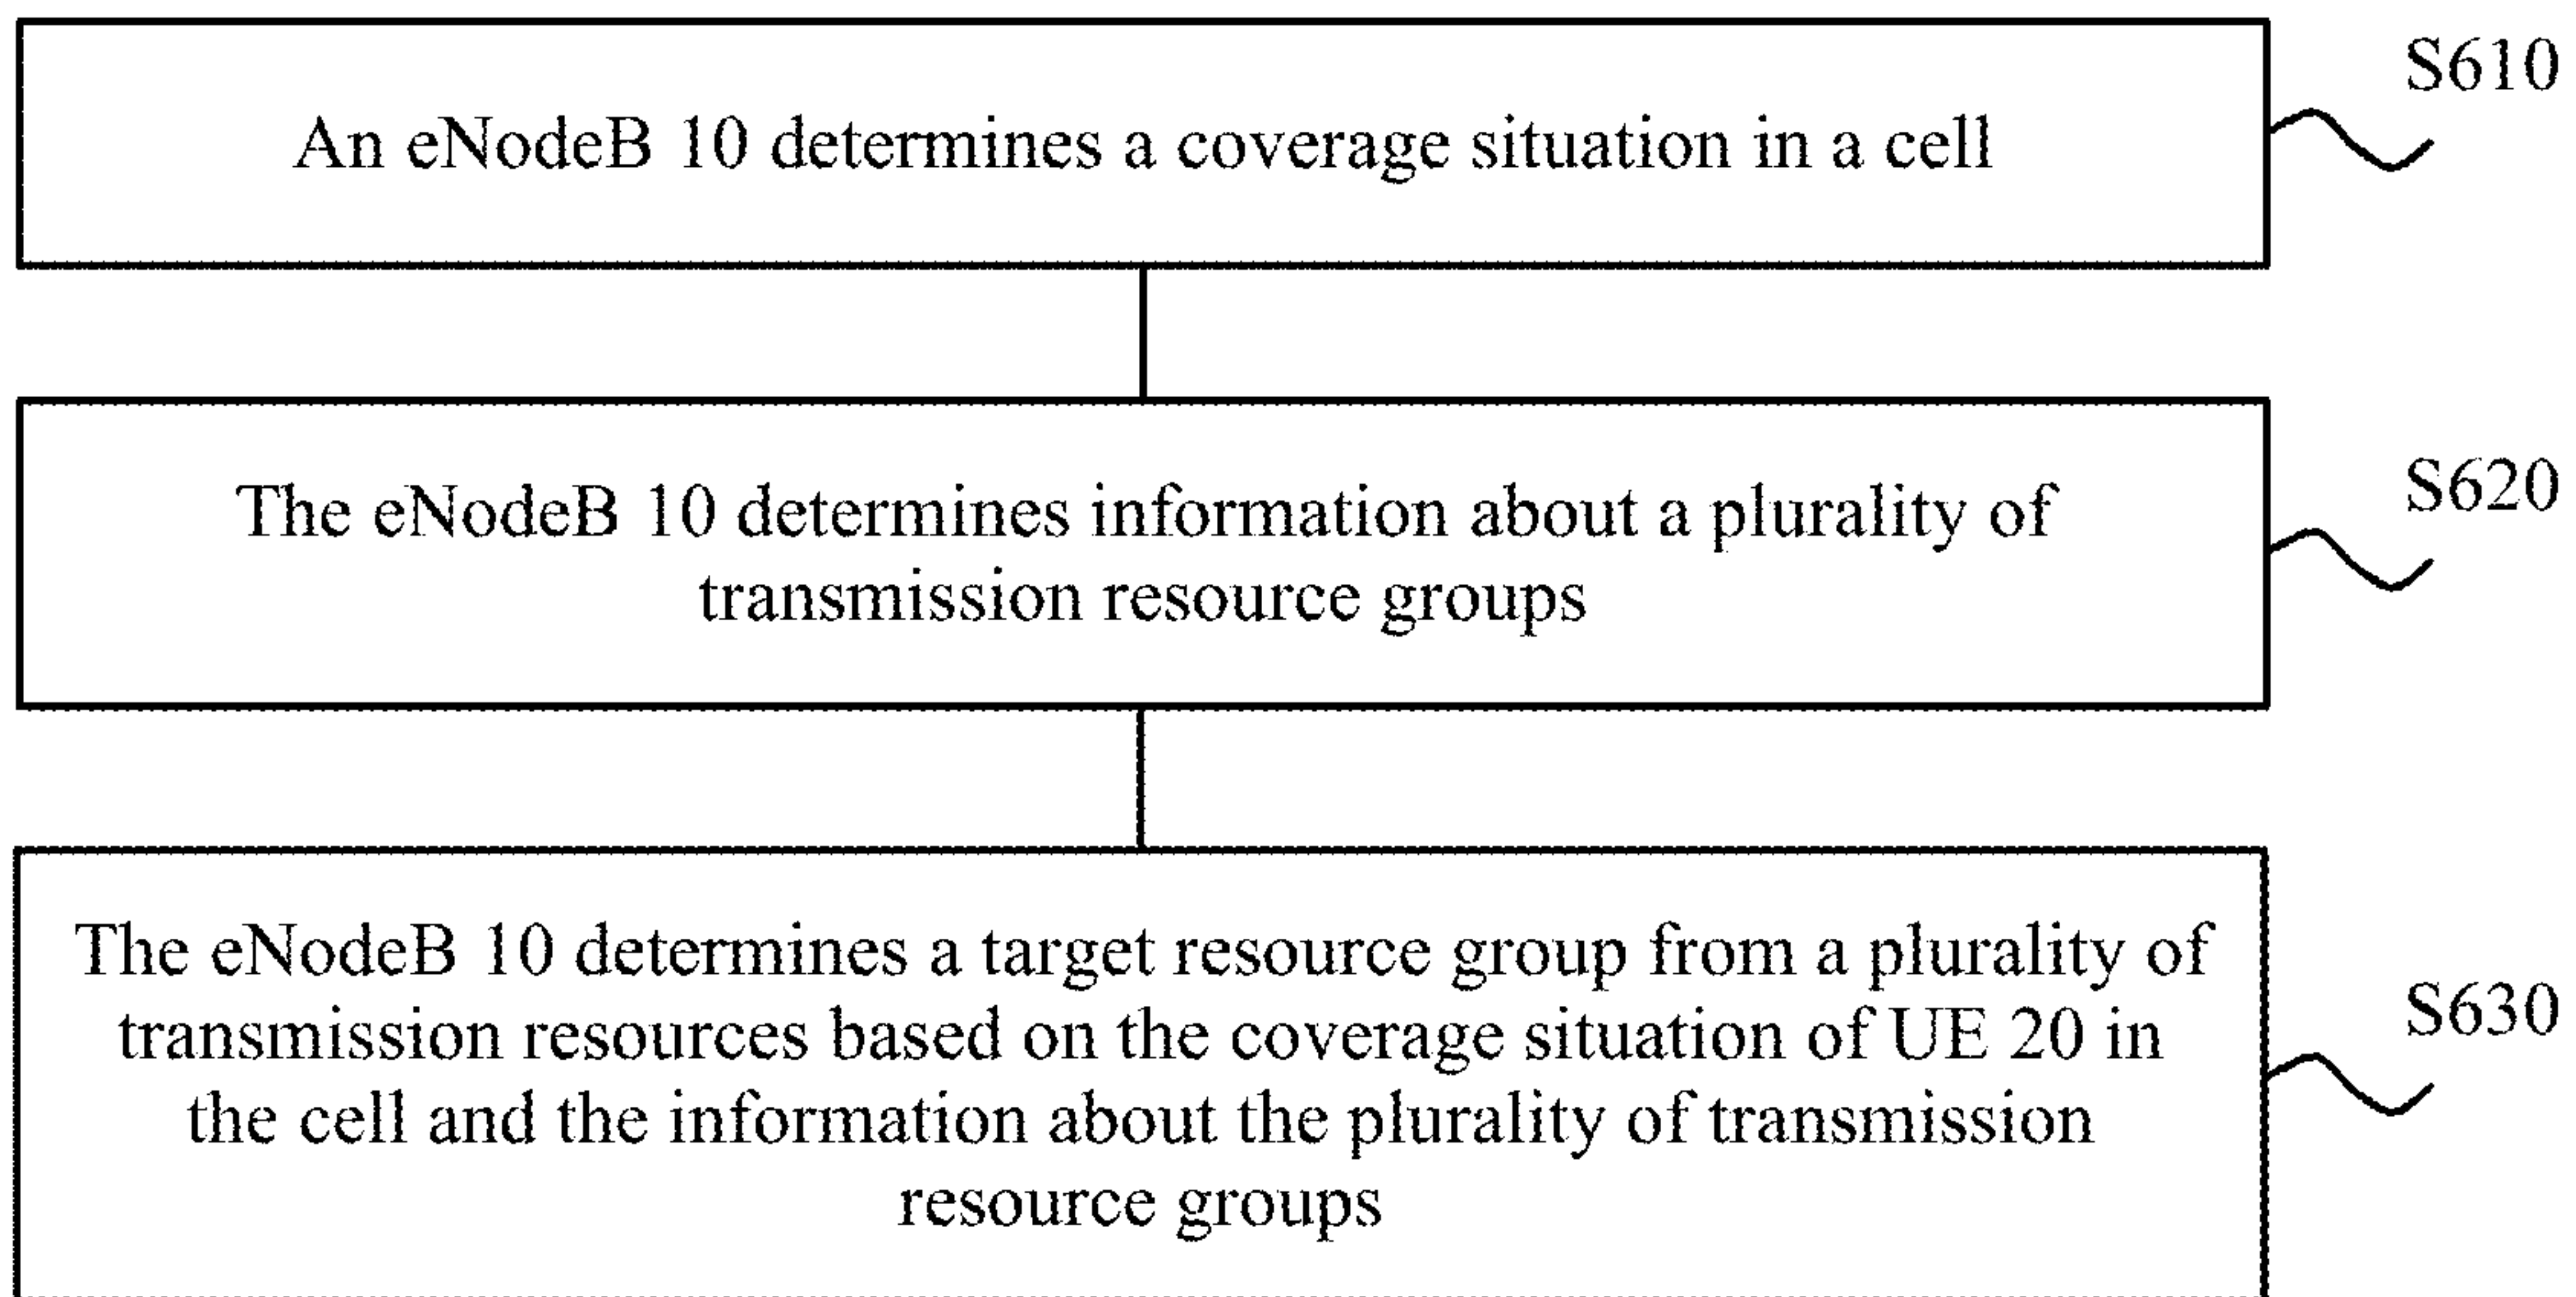 An eNodeB 10 determines a coverage situation in a cell
S610
The eNodeB 10 determines information about a plurality of
transmission resource groups
S620
The eNodeB 10 determines a target resource group from a plurality of
transmission resources based on the coverage situation of UE 20 in
the cell and the information about the plurality of transmission
resource groups
S630